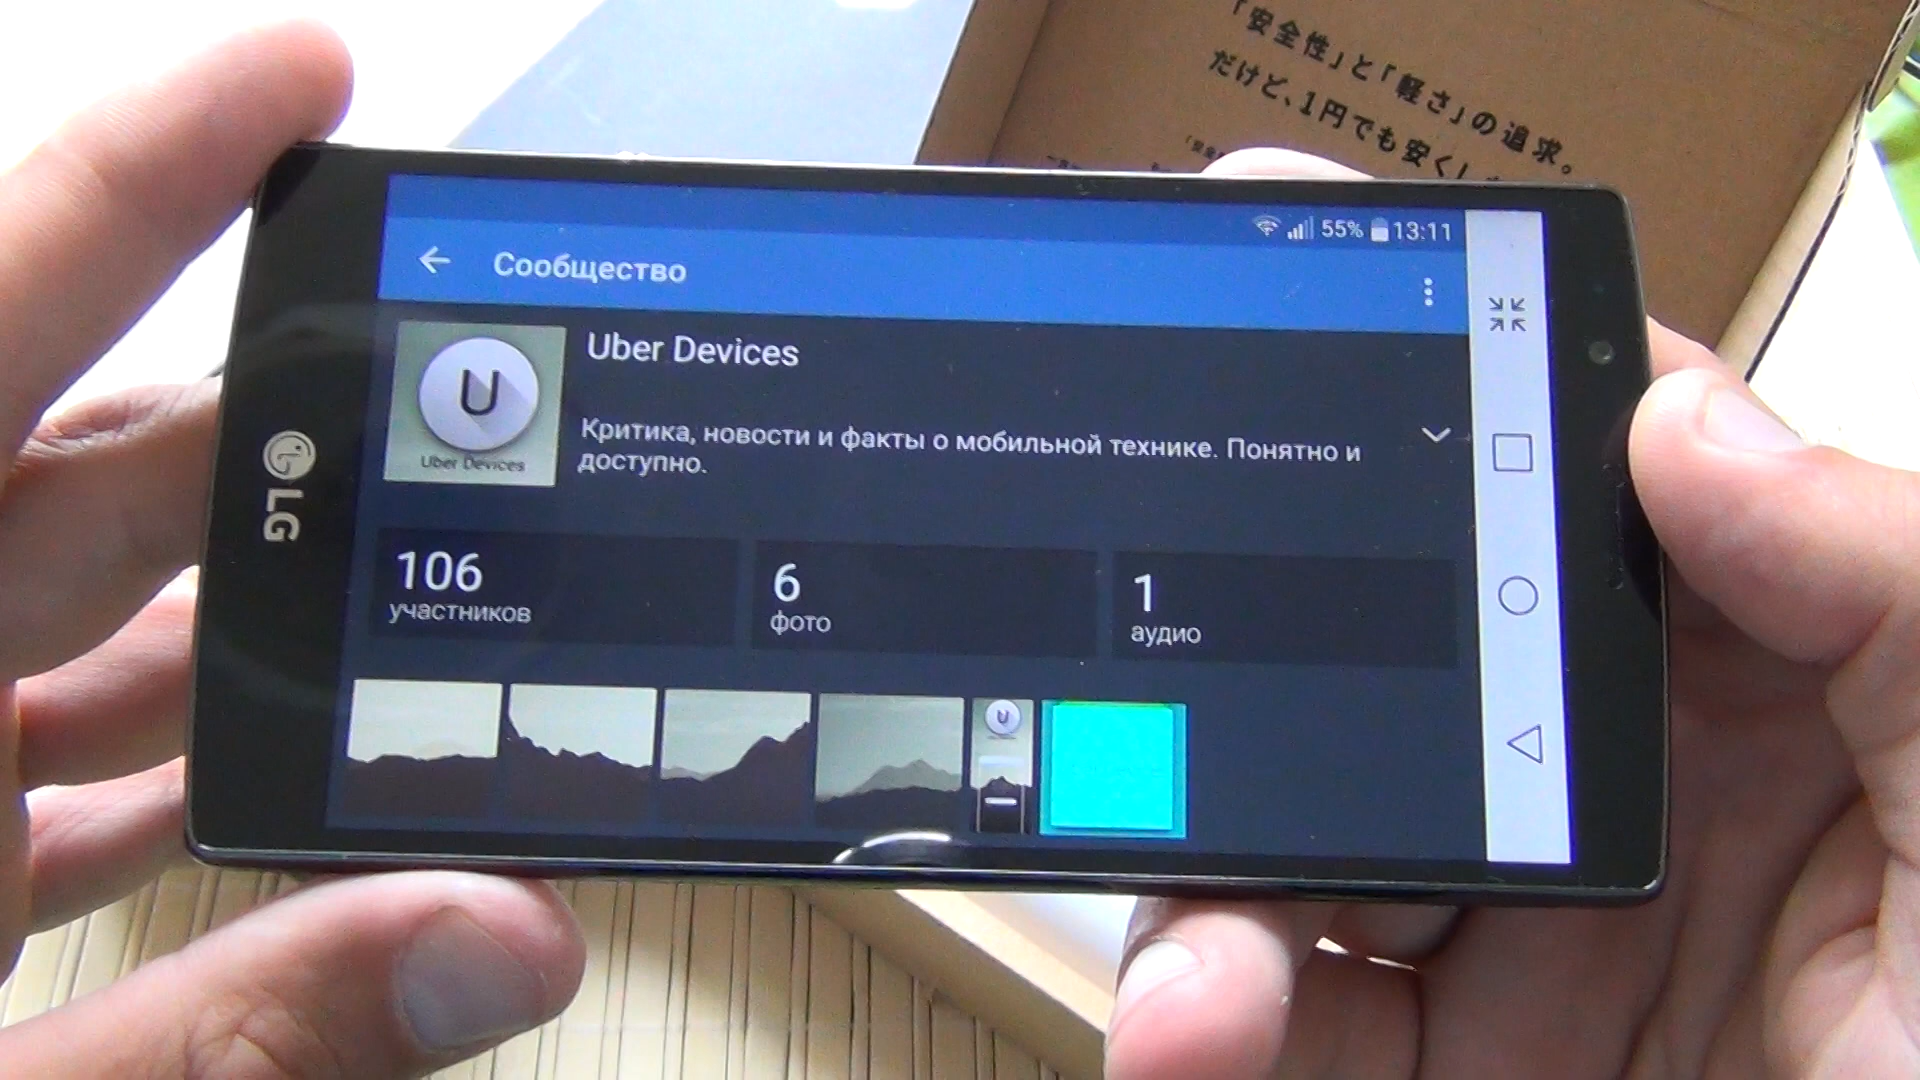 「安全性」と「軽さ」の追求。
だけど、1円でも安く
55% 13:11
Сообщество
Uber Devices
Критика, новости и факты о мобильной технике. Понятно и
доступно.
U
Uber Devices
LG
106
участников
6
фото
1
аудио
U